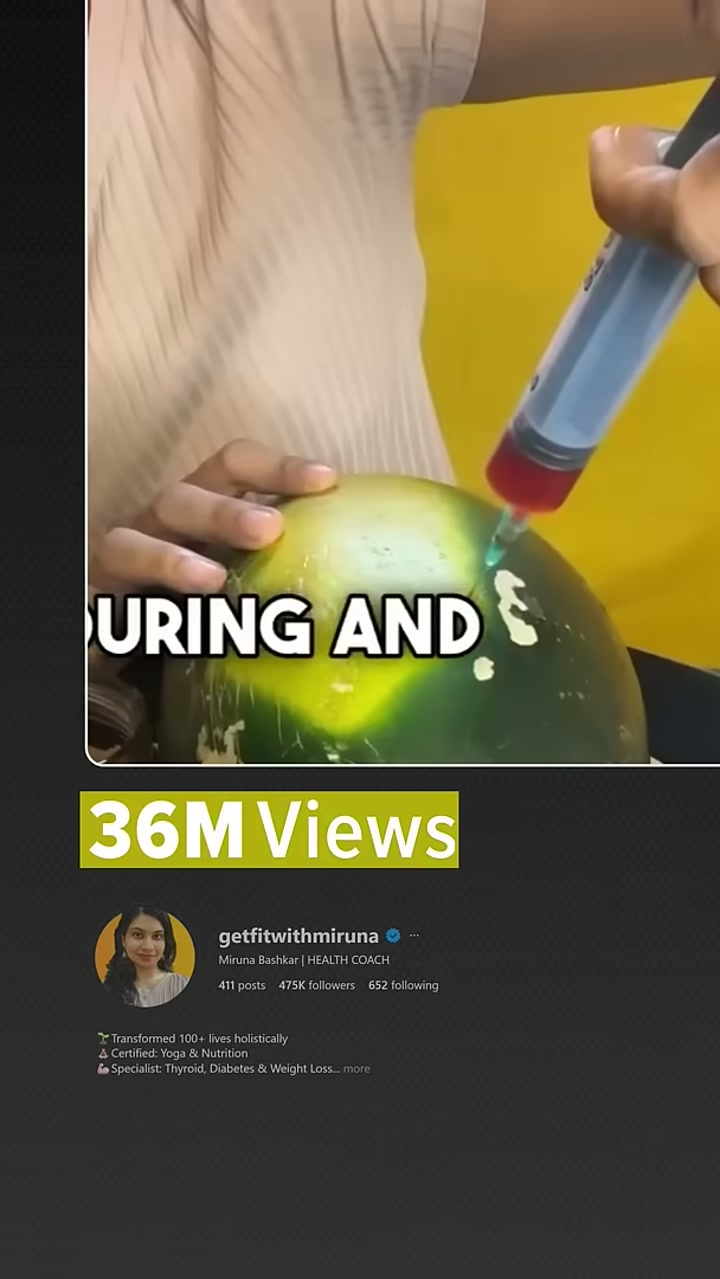 OURING AND
36M Views
getfitwithmiruna ...
Miruna Bashkar | HEALTH COACH
411 posts 475K followers 652 following
🌱Transformed 100+ lives holistically
🧘Certified: Yoga & Nutrition
💪Specialist: Thyroid, Diabetes & Weight Loss... more